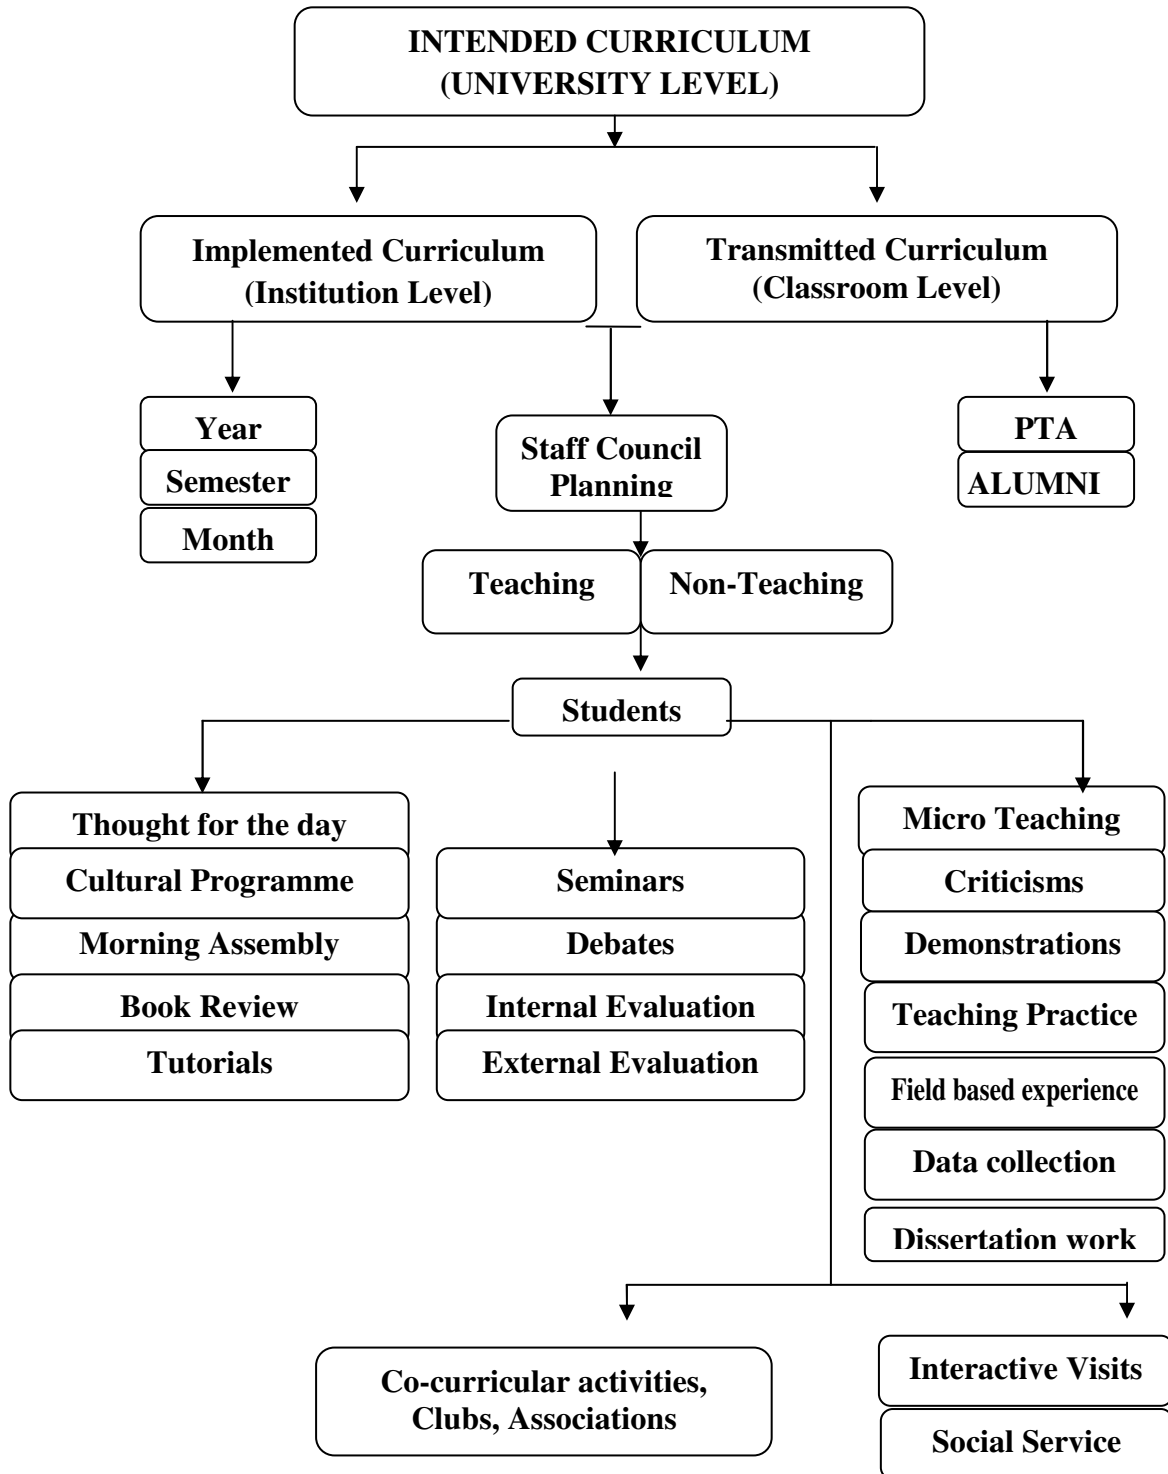 INTENDED CURRICULUM
(UNIVERSITY LEVEL)
Implemented Curriculum
(Institution Level)
Transmitted Curriculum
(Classroom Level)
Year
Semester
Month
Staff Council
Planning
PTA
ALUMNI
Teaching
Non-Teaching
Students
Thought for the day
Cultural Programme
Morning Assembly
Book Review
Tutorials
Seminars
Debates
Internal Evaluation
External Evaluation
Micro Teaching
Criticisms
Demonstrations
Teaching Practice
Field based experience
Data collection
Dissertation work
Co-curricular activities,
Clubs, Associations
Interactive Visits
Social Service